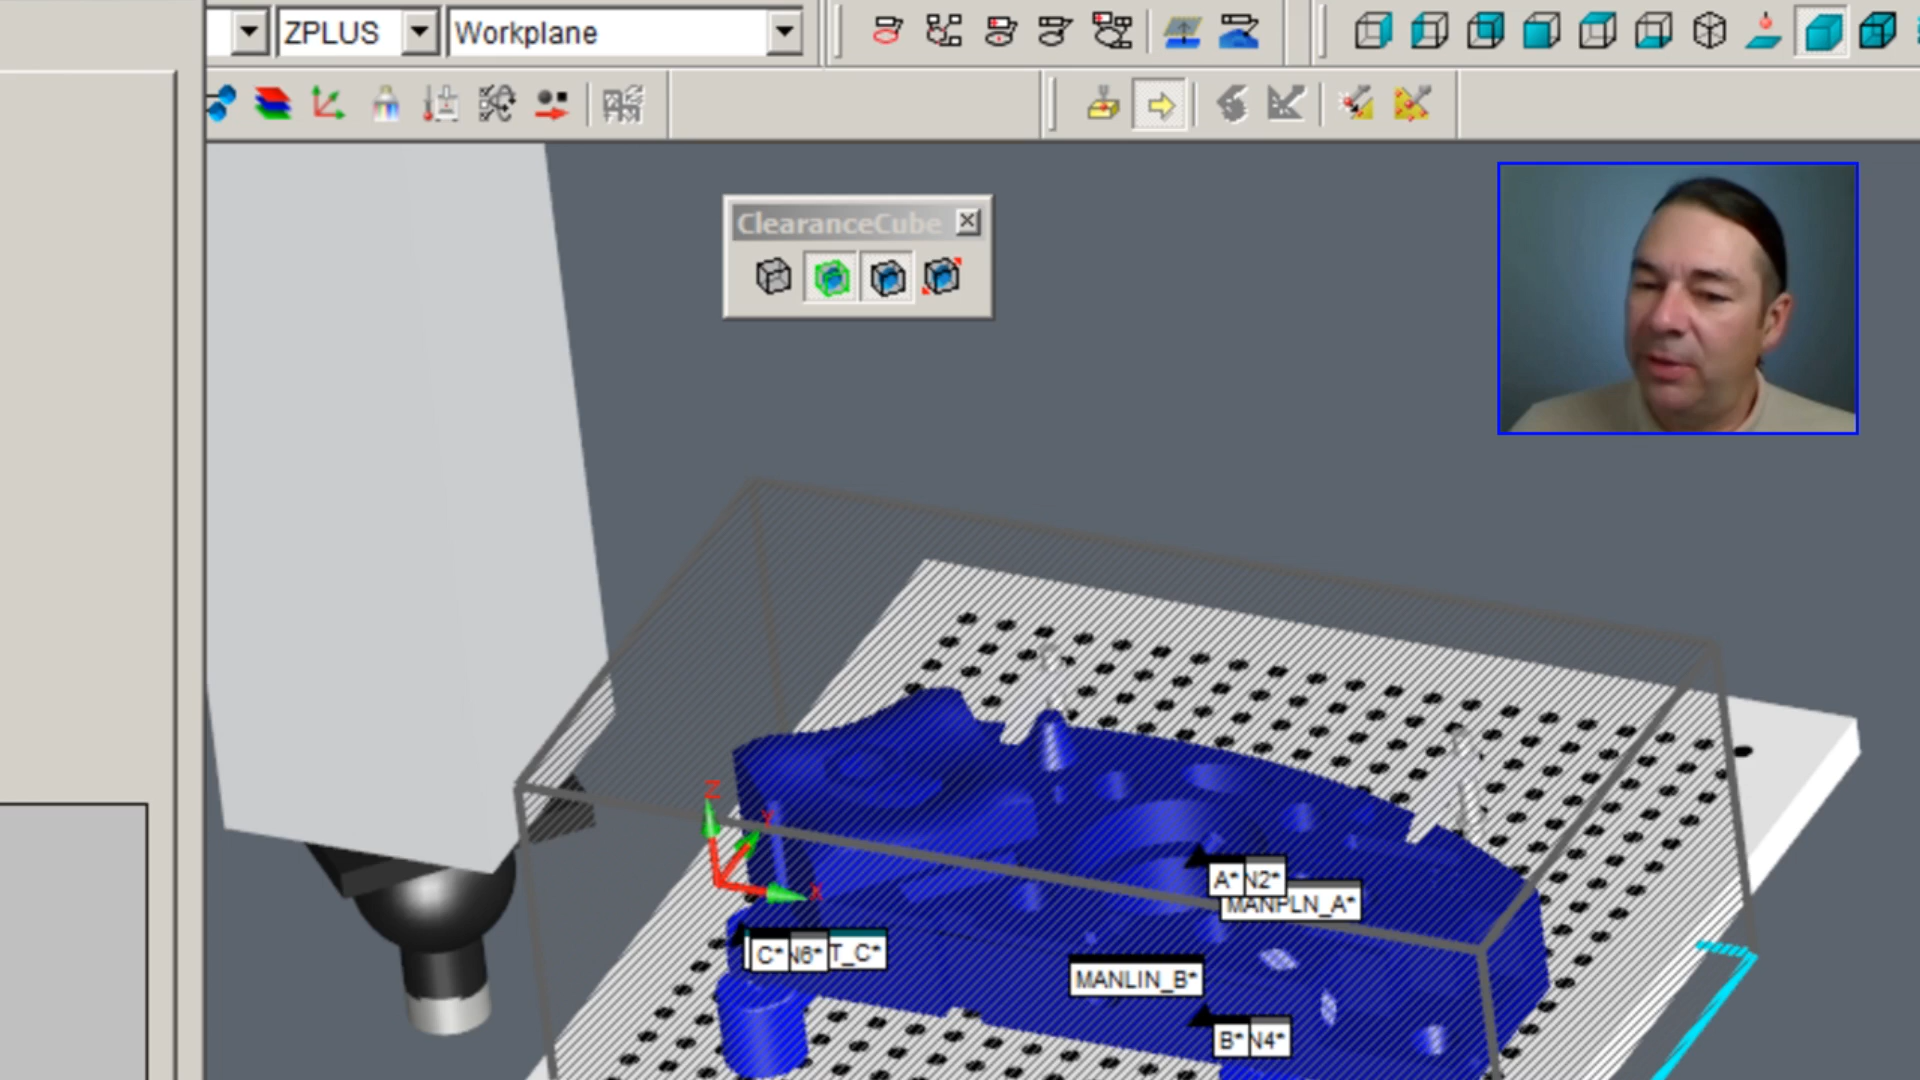 ZPLUS
Workplane
ClearanceCube
Z
Y
X
A* N2*
MANPLN_A*
C* N6* T_C*
MANLIN_B*
B* N4*